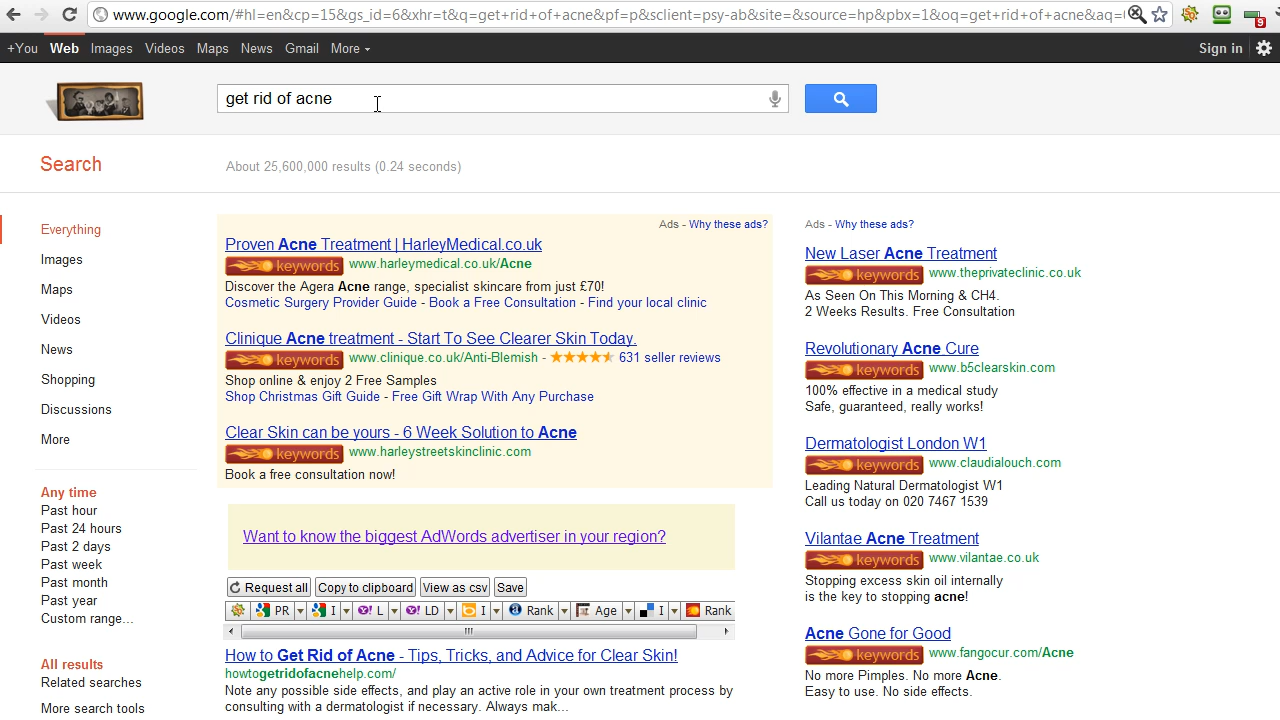 www.google.com/#hl=en&cp=15&gs_id=6&xhr=t&q=get+rid+of+acne&pf=p&sclient=psy-ab&site=&source=hp&pbx=1&oq=get+rid+of+acne&aq=
9
+You Web Images Videos Maps News Gmail More
Sign in
get rid of acne
Search
About 25,600,000 results (0.24 seconds)
Everything
Images
Maps
Videos
News
Shopping
Discussions
More
Any time
Past hour
Past 24 hours
Past 2 days
Past week
Past month
Past year
Custom range...
All results
Related searches
More search tools
Ads - Why these ads?
Proven Acne Treatment | HarleyMedical.co.uk
keywords www.harleymedical.co.uk/Acne
Discover the Agera Acne range, specialist skincare from just £70!
Cosmetic Surgery Provider Guide - Book a Free Consultation - Find your local clinic
Clinique Acne treatment - Start To See Clearer Skin Today.
keywords www.clinique.co.uk/Anti-Blemish - 631 seller reviews
Shop online & enjoy 2 Free Samples
Shop Christmas Gift Guide - Free Gift Wrap With Any Purchase
Clear Skin can be yours - 6 Week Solution to Acne
keywords www.harleystreetskinclinic.com
Book a free consultation now!
Want to know the biggest AdWords advertiser in your region?
Request all Copy to clipboard View as csv Save
PR I Y! L Y! LD b I a Rank Age I Rank
How to Get Rid of Acne - Tips, Tricks, and Advice for Clear Skin!
howtogetridofacnehelp.com/
Note any possible side effects, and play an active role in your own treatment process by
consulting with a dermatologist if necessary. Always mak...
Ads - Why these ads?
New Laser Acne Treatment
keywords www.theprivateclinic.co.uk
As Seen On This Morning & CH4.
2 Weeks Results. Free Consultation
Revolutionary Acne Cure
keywords www.b5clearskin.com
100% effective in a medical study
Safe, guaranteed, really works!
Dermatologist London W1
keywords www.claudialouch.com
Leading Natural Dermatologist W1
Call us today on 020 7467 1539
Vilantae Acne Treatment
keywords www.vilantae.co.uk
Stopping excess skin oil internally
is the key to stopping acne!
Acne Gone for Good
keywords www.fangocur.com/Acne
No more Pimples. No more Acne.
Easy to use. No side effects.